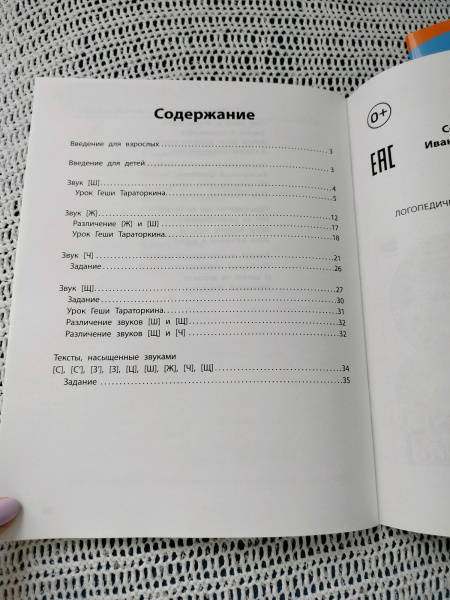 Содержание
Введение для взрослых 3
Введение для детей 3
Звук [Ш] 4
Урок Геши Тараторкина 5
Звук [Ж] 12
Различение [Ж] и [Ш] 17
Урок Геши Тараторкина 18
Звук [Ч] 21
Задание 26
Звук [Щ] 27
Задание 30
Урок Геши Тараторкина 31
Различение звуков [Ш] и [Щ] 32
Различение звуков [Щ] и [Ч] 32
Тексты, насыщенные звуками
[С], [С'], [З'], [З], [Ц], [Ш], [Ж], [Ч], [Щ] 34
Задание 35
0+
ЕАС
С
Иван
ЛОГОПЕДИЧЕ